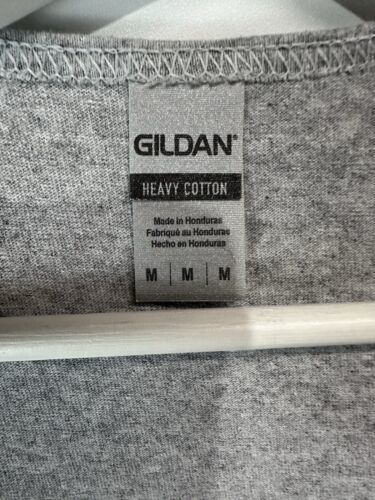 GILDAN®
HEAVY COTTON
Made in Honduras
Fabriqué au Honduras
Hecho en Honduras
M | M | M